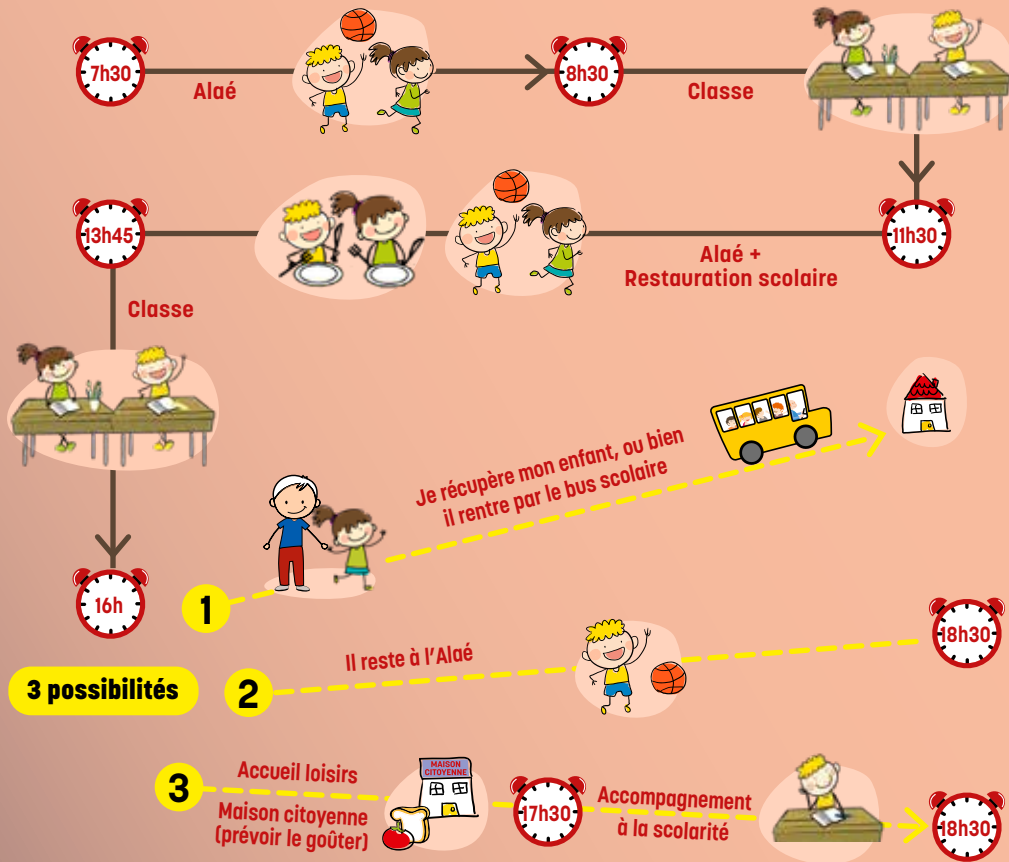 7h30
Alaé
8h30
Classe
11h30
Alaé +
Restauration scolaire
13h45
Classe
16h
3 possibilités
1
Je récupère mon enfant, ou bien
il rentre par le bus scolaire
2
Il reste à l'Alaé
18h30
3
Accueil loisirs
Maison citoyenne
(prévoir le goûter)
MAISON
CITOYENNE
17h30
Accompagnement
à la scolarité
18h30